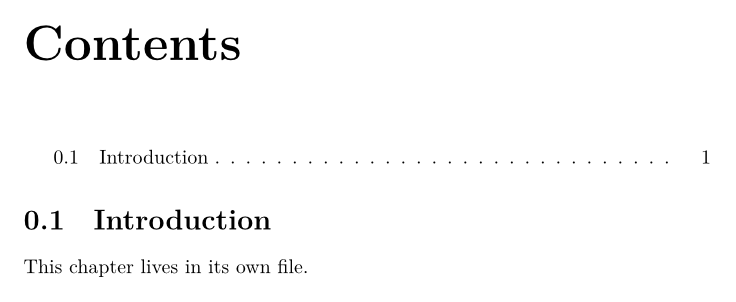 Contents
0.1 Introduction . . . . . . . . . . . . . . . . . . . . . . . . . . . . . . 1
0.1 Introduction
This chapter lives in its own file.